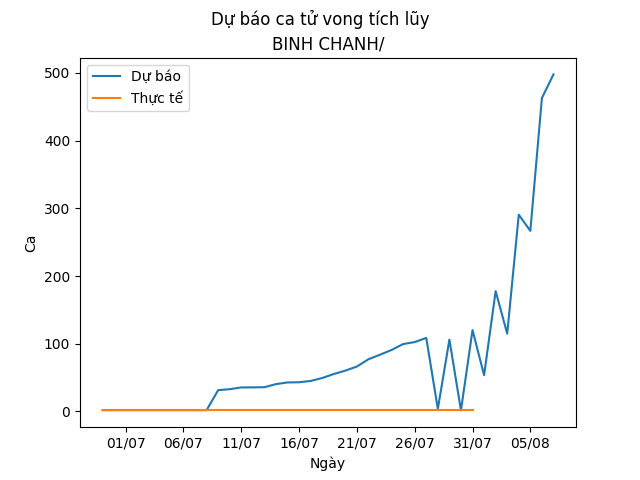 Dự báo ca tử vong tích lũy
BINH CHANH/
Dự báo
Thực tế
500
400
300
200
100
0
Ca
01/07 06/07 11/07 16/07 21/07 26/07 31/07 05/08
Ngày